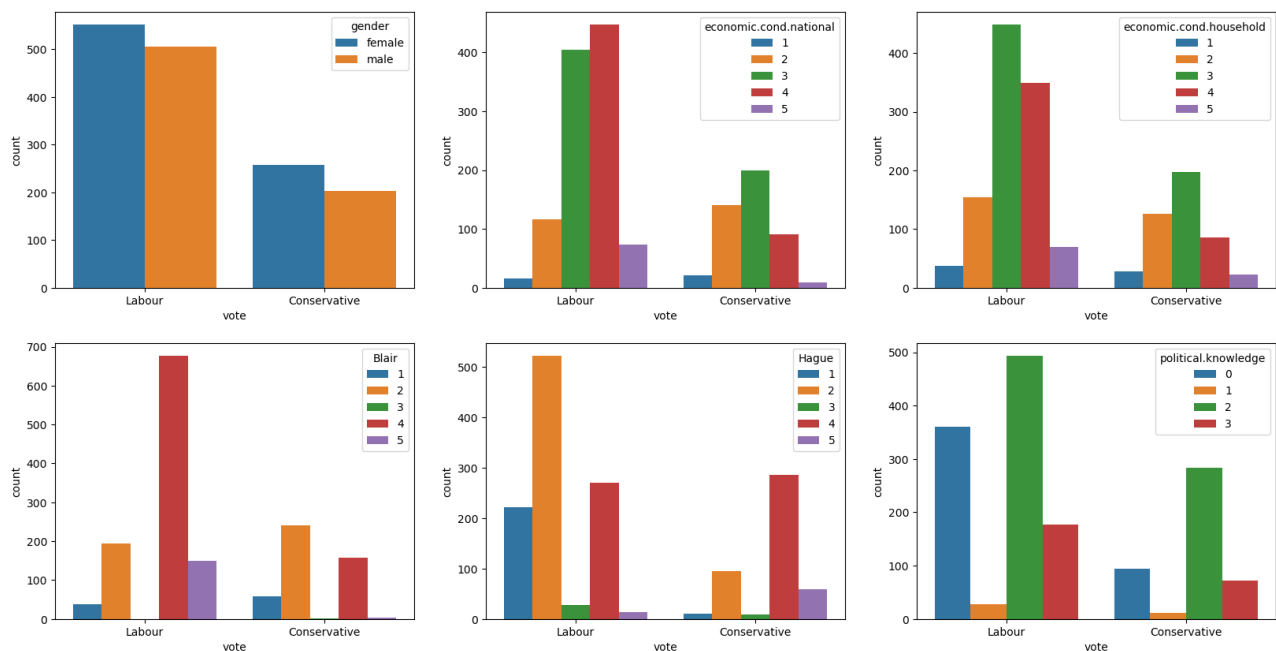 gender
female
male
500
400
300
200
100
0
count
Labour
Conservative
vote
economic.cond.national
1
2
3
4
5
400
300
200
100
0
count
Labour
Conservative
vote
economic.cond.household
1
2
3
4
5
400
300
200
100
0
count
Labour
Conservative
vote
Blair
1
2
3
4
5
700
600
500
400
300
200
100
0
count
Labour
Conservative
vote
Hague
1
2
3
4
5
500
400
300
200
100
0
count
Labour
Conservative
vote
political.knowledge
0
1
2
3
500
400
300
200
100
0
count
Labour
Conservative
vote